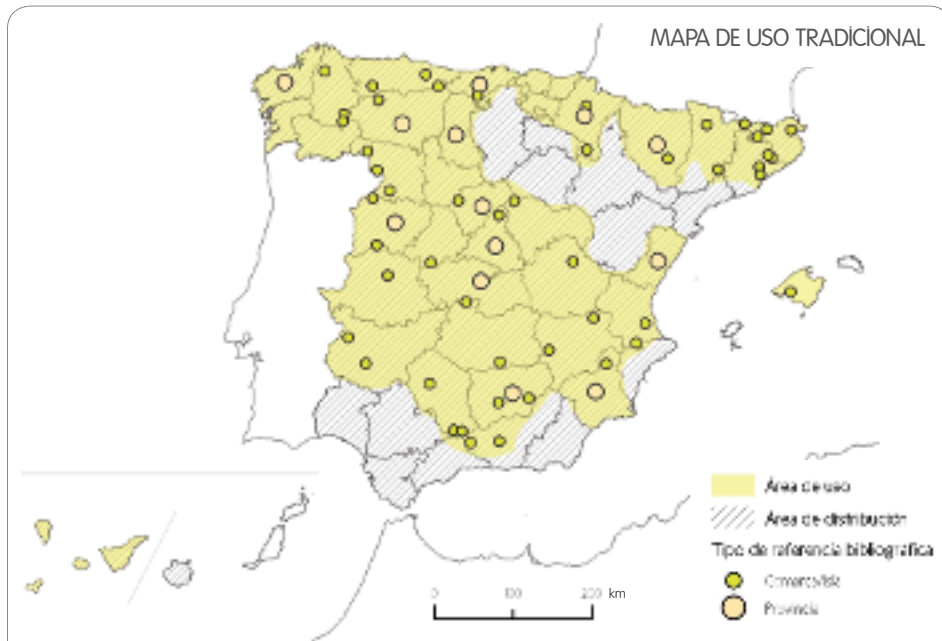 MAPA DE USO TRADICIONAL
Área de uso
Área de distribución
Tipo de referencia bibliográfica
Comarca/Isla
Provincia
0 100 200 km